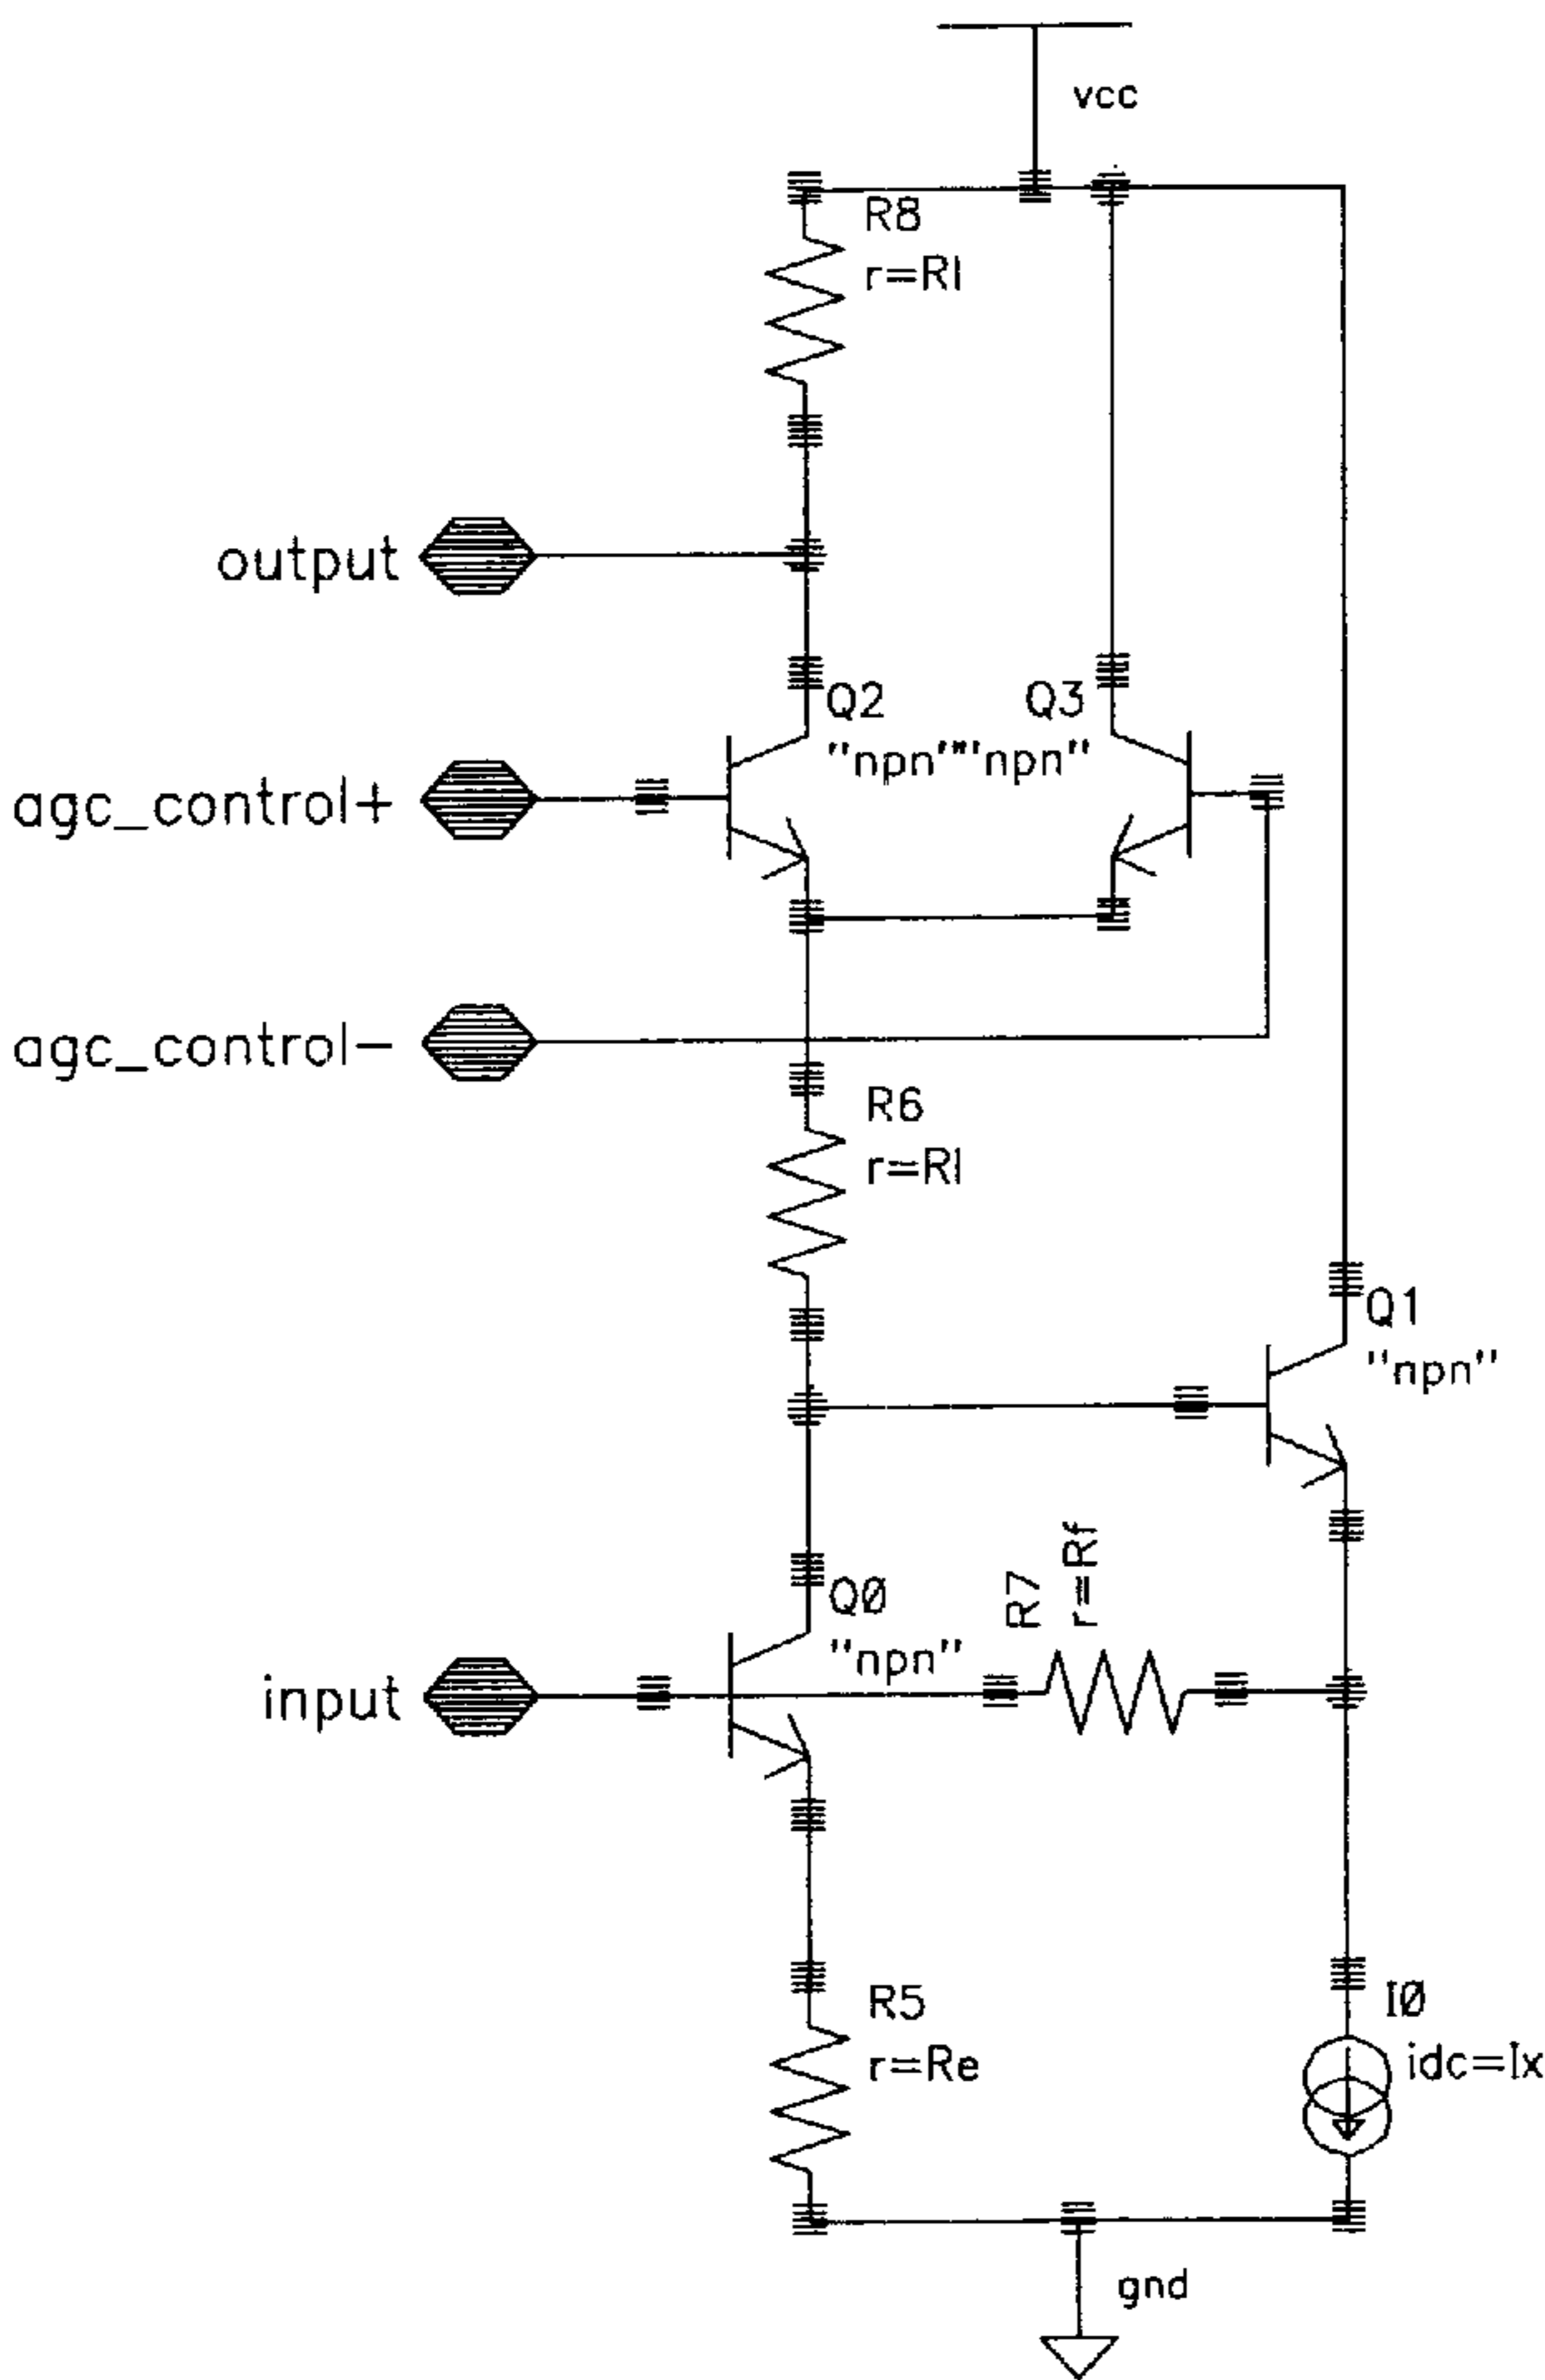 vcc
R8
r=Rl
output
Q2
Q3
"npn""npn"
agc_control+
agc_control-
R6
r=Rl
Q1
"npn"
R7
r=Rf
Q0
"npn"
input
R5
r=Re
I0
idc=Ix
gnd